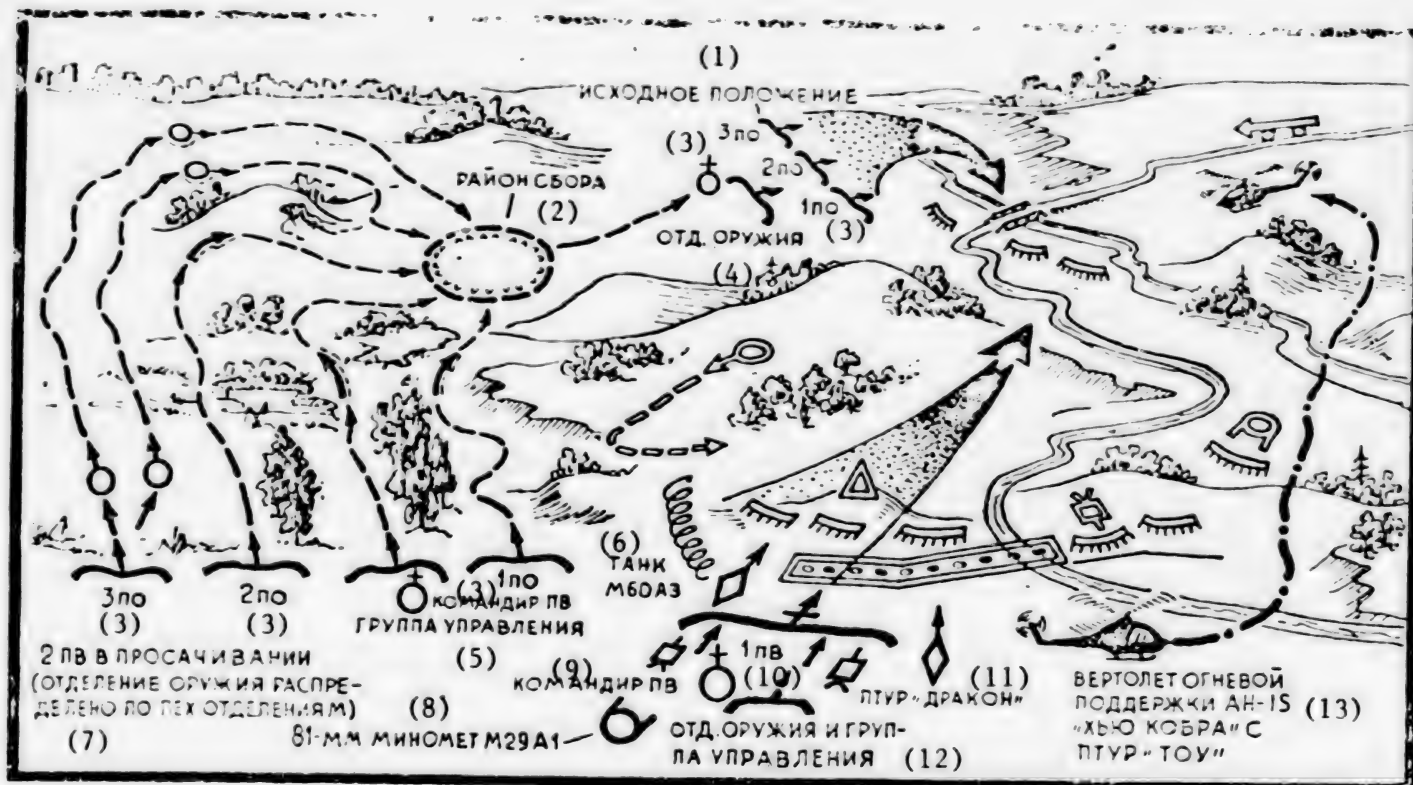 (1)
ИСХОДНОЕ ПОЛОЖЕНИЕ
(3)
3ПО
2ПО
1ПО
(3)
РАЙОН СБОРА
(2)
ОТД. ОРУЖИЯ
(4)
(6)
ТАНК
М60А3
3ПО
(3)
2ПО
(3)
(3)
1ПО
КОМАНДИР ПВ
ГРУППА УПРАВЛЕНИЯ
(5)
2 ПВ В ПРОСАЧИВАНИИ
(ОТДЕЛЕНИЕ ОРУЖИЯ РАСПРЕ-
ДЕЛЕНО ПО ПЕХ ОТДЕЛЕНИЯМ)
(7)
(8)
81-ММ МИНОМЕТ М29А1
(9)
КОМАНДИР ПВ
1ПВ
(10)
(11)
ПТУР "ДРАКОН"
ОТД. ОРУЖИЯ И ГРУП-
ПА УПРАВЛЕНИЯ (12)
ВЕРТОЛЕТ ОГНЕВОЙ
ПОДДЕРЖКИ АН-1S (13)
"ХЬЮ КОБРА" С
ПТУР "ТОУ"